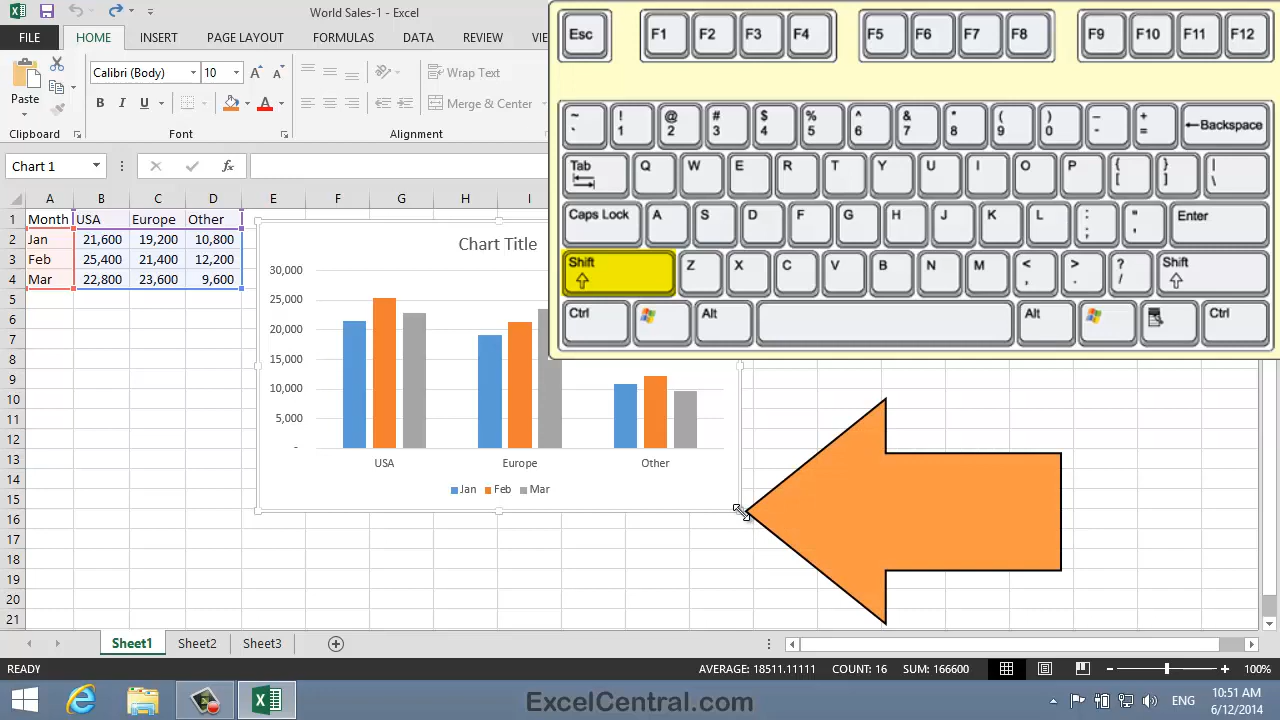 World Sales-1 - Excel
FILE HOME INSERT PAGE LAYOUT FORMULAS DATA REVIEW VI
Calibri (Body) 10 A A Wrap Text
Paste B I U A Merge & Center
Clipboard Font Alignment
Chart 1 fx
A B C D E F G H I
1 Month USA Europe Other
2 Jan 21,600 19,200 10,800
3 Feb 25,400 21,400 12,200
4 Mar 22,800 23,600 9,600
5
6
7
8
9
10
11
12
13
14
15
16
17
18
19
20
21
Chart Title
30,000
25,000
20,000
15,000
10,000
5,000
-
USA Europe Other
Jan Feb Mar
Esc F1 F2 F3 F4 F5 F6 F7 F8 F9 F10 F11 F12
~ ! @ # $ % ^ & * ( ) – +
` 1 2 3 4 5 6 7 8 9 0 - = ←Backspace
Tab Q W E R T Y U I O P { } |
[ ] \
Caps Lock A S D F G H J K L : " Enter
; '
Shift Z X C V B N M < > ? Shift
, . /
Ctrl Alt Alt Ctrl
Sheet1 Sheet2 Sheet3
READY AVERAGE: 18511.11111 COUNT: 16 SUM: 166600 100%
ExcelCentral.com
ENG 10:51 AM
6/12/2014